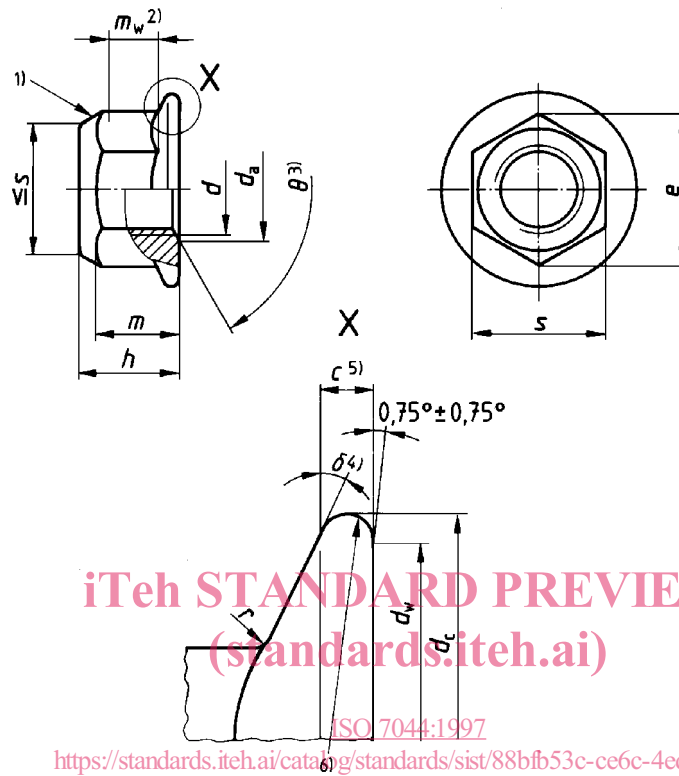 m_w 2)
X
1)
≤s
d
d_a
θ 3)
e
m
h
s
X
c 5)
0,75° ± 0,75°
δ 4)
iTeh STANDARD PREVIE
r
d_w
d_c
(standards.iteh.ai)
ISO 7044:1997
https://standards.iteh.ai/catalog/standards/sist/88bfb53c-ce6c-4e
6)